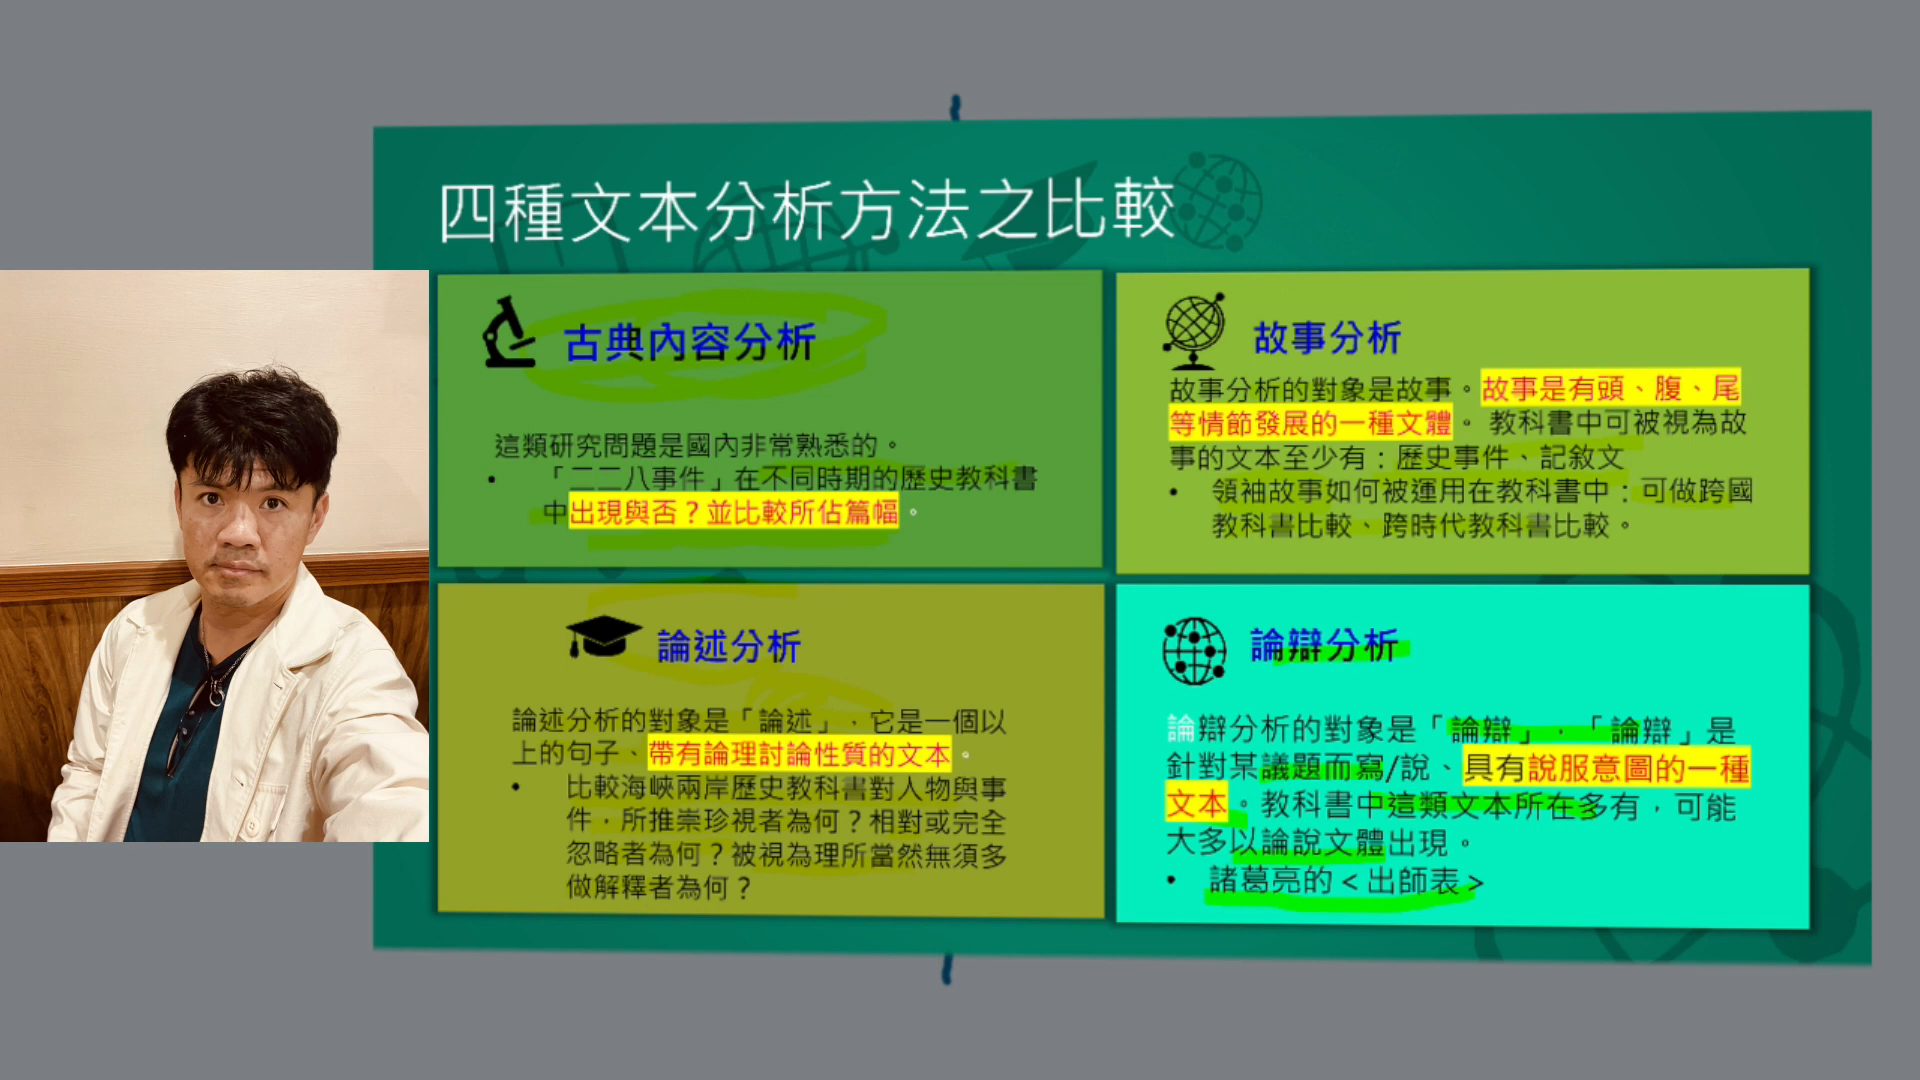 四種文本分析方法之比較
古典內容分析
這類研究問題是國內非常熟悉的。
• 「二二八事件」在不同時期的歷史教科書
中出現與否？並比較所佔篇幅。
故事分析
故事分析的對象是故事。故事是有頭、腹、尾
等情節發展的一種文體。教科書中可被視為故
事的文本至少有：歷史事件、記敘文
• 領袖故事如何被運用在教科書中：可做跨國
教科書比較、跨時代教科書比較。
論述分析
論述分析的對象是「論述」，它是一個以
上的句子、帶有論理討論性質的文本。
• 比較海峽兩岸歷史教科書對人物與事
件，所推崇珍視者為何？相對或完全
忽略者為何？被視為理所當然無須多
做解釋者為何？
論辯分析
論辯分析的對象是「論辯」，「論辯」是
針對某議題而寫/說、具有說服意圖的一種
文本。教科書中這類文本所在多有，可能
大多以論說文體出現。
• 諸葛亮的＜出師表＞